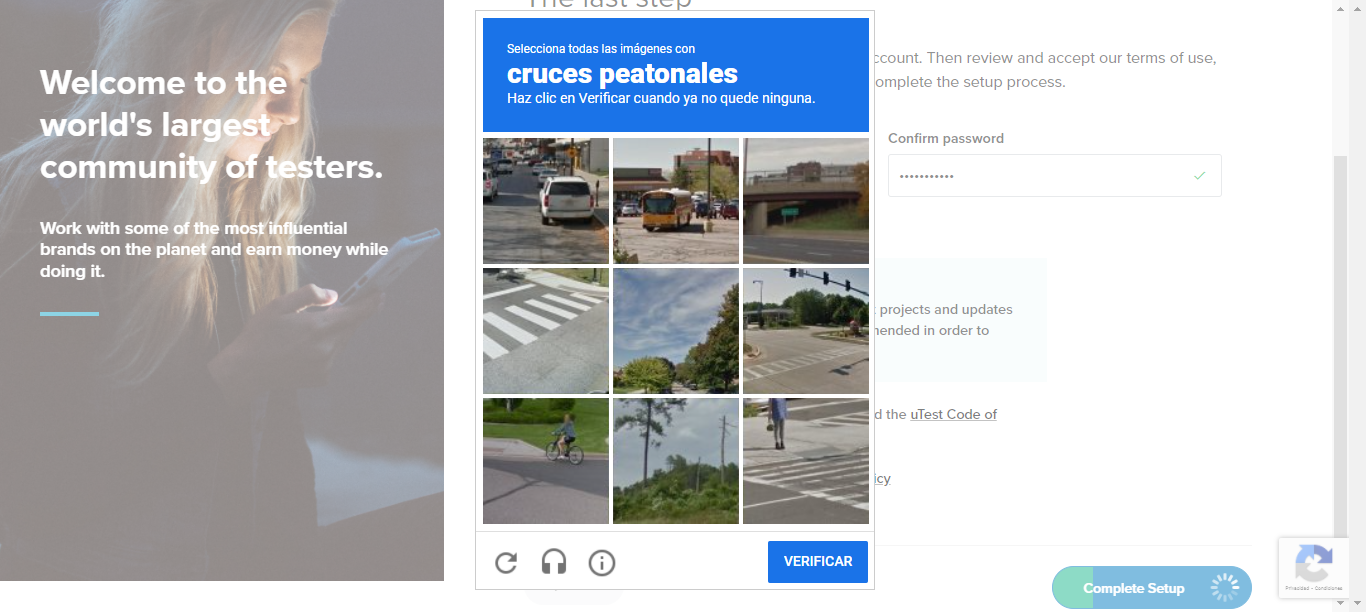 The last step
Welcome to the
world's largest
community of testers.
Work with some of the most influential
brands on the planet and earn money while
doing it.
Selecciona todas las imágenes con
cruces peatonales
Haz clic en Verificar cuando ya no quede ninguna.
VERIFICAR
ccount. Then review and accept our terms of use,
omplete the setup process.
Confirm password
•••••••••••
projects and updates
nended in order to
d the uTest Code of
icy
Complete Setup
Privacidad - Condiciones